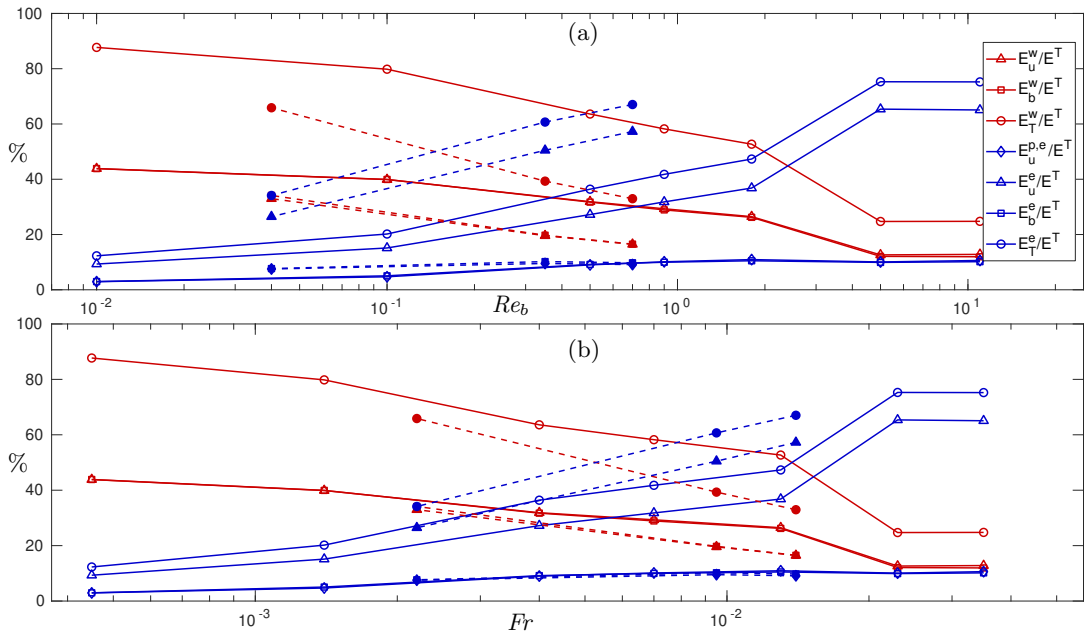 (a)
100
80
60
40
20
0
%
10^-2
10^-1
10^0
10^1
Re_b
E_u^w/E^T
E_b^w/E^T
E_T^w/E^T
E_u^p,e/E^T
E_u^e/E^T
E_b^e/E^T
E_T^e/E^T
(b)
100
80
60
40
20
0
%
10^-3
10^-2
Fr